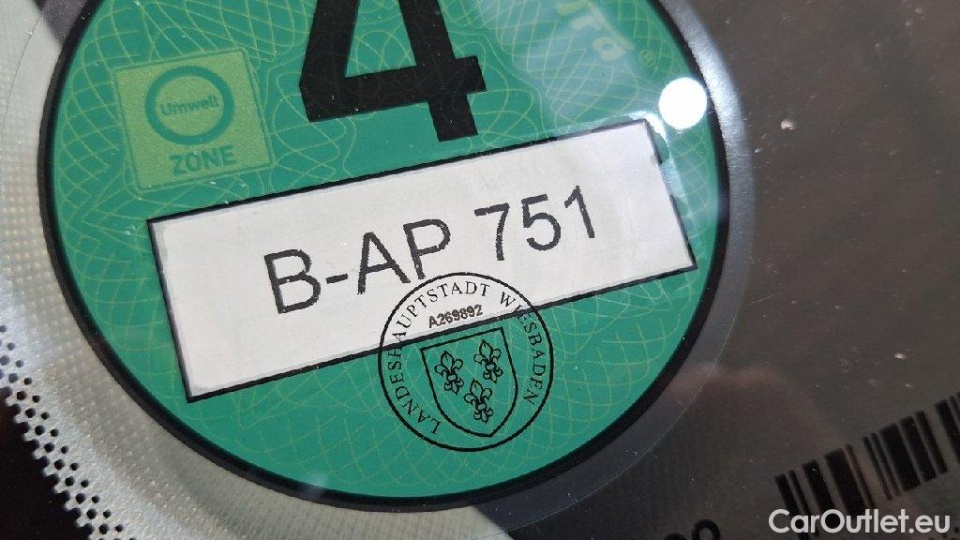 4
Umwelt
ZONE
B-AP 751
LANDESHAUPTSTADT WIESBADEN
A269892
CarOutlet.eu